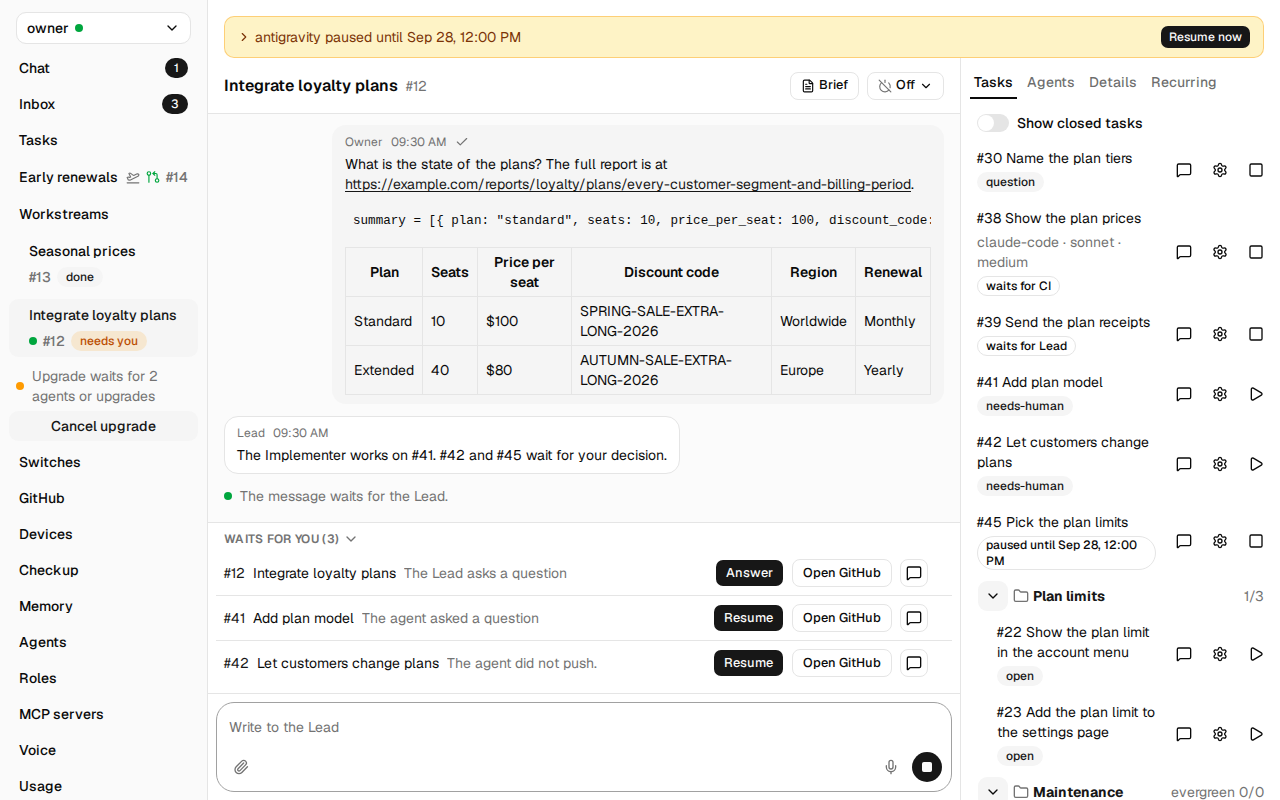 owner
Chat 1
Inbox 3
Tasks
Early renewals #14
Workstreams
Seasonal prices
#13 done
Integrate loyalty plans
#12 needs you
Upgrade waits for 2
agents or upgrades
Cancel upgrade
Switches
GitHub
Devices
Checkup
Memory
Agents
Roles
MCP servers
Voice
Usage
antigravity paused until Sep 28, 12:00 PM
Resume now
Integrate loyalty plans #12
Brief
Off
Owner 09:30 AM
What is the state of the plans? The full report is at
https://example.com/reports/loyalty/plans/every-customer-segment-and-billing-period.
summary = [{ plan: "standard", seats: 10, price_per_seat: 100, discount_code:
Plan Seats Price per seat Discount code Region Renewal
Standard 10 $100 SPRING-SALE-EXTRA-LONG-2026 Worldwide Monthly
Extended 40 $80 AUTUMN-SALE-EXTRA-LONG-2026 Europe Yearly
Lead 09:30 AM
The Implementer works on #41. #42 and #45 wait for your decision.
The message waits for the Lead.
WAITS FOR YOU (3)
#12 Integrate loyalty plans The Lead asks a question Answer Open GitHub
#41 Add plan model The agent asked a question Resume Open GitHub
#42 Let customers change plans The agent did not push. Resume Open GitHub
Write to the Lead
Tasks Agents Details Recurring
Show closed tasks
#30 Name the plan tiers
question
#38 Show the plan prices
claude-code · sonnet ·
medium
waits for CI
#39 Send the plan receipts
waits for Lead
#41 Add plan model
needs-human
#42 Let customers change
plans
needs-human
#45 Pick the plan limits
paused until Sep 28, 12:00
PM
Plan limits 1/3
#22 Show the plan limit
in the account menu
open
#23 Add the plan limit to
the settings page
open
Maintenance evergreen 0/0